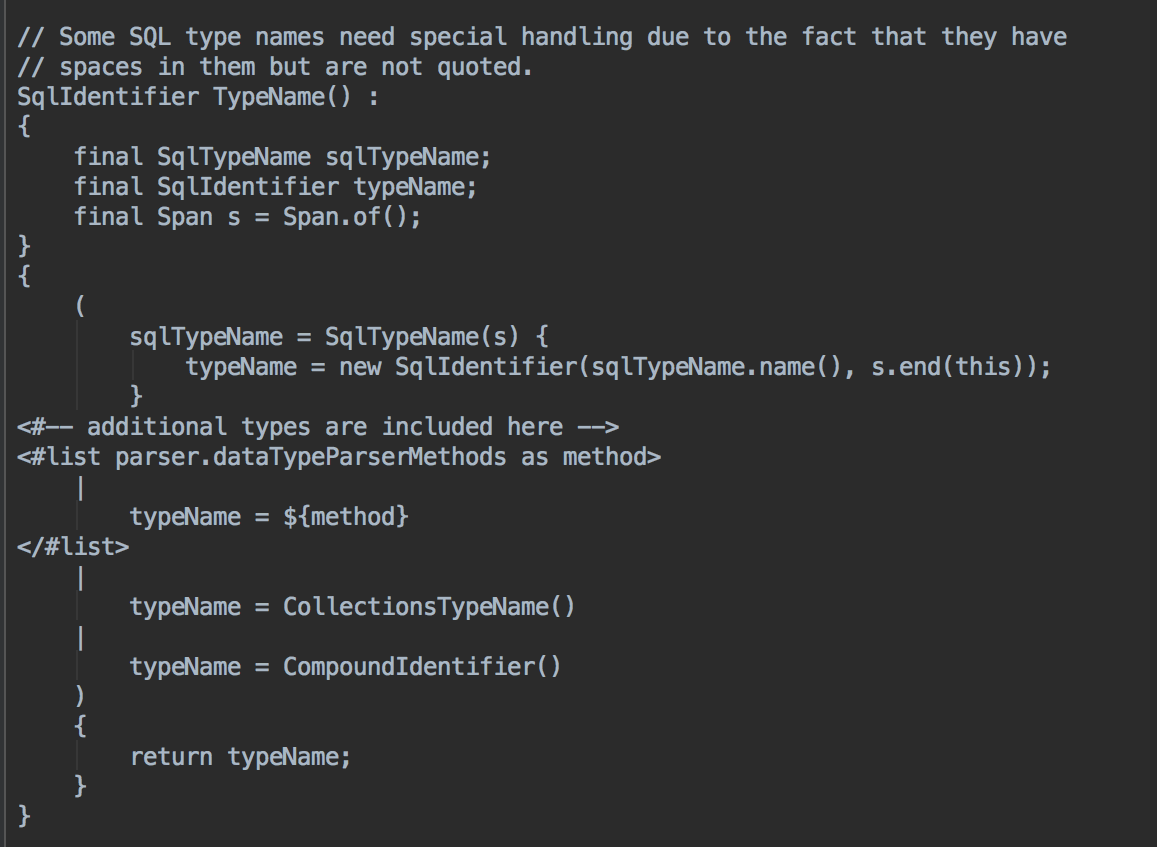 // Some SQL type names need special handling due to the fact that they have
// spaces in them but are not quoted.
SqlIdentifier TypeName() :
{
    final SqlTypeName sqlTypeName;
    final SqlIdentifier typeName;
    final Span s = Span.of();
}
{
    (
        sqlTypeName = SqlTypeName(s) {
            typeName = new SqlIdentifier(sqlTypeName.name(), s.end(this));
        }
<#-- additional types are included here -->
<#list parser.dataTypeParserMethods as method>
    |
        typeName = ${method}
</#list>
    |
        typeName = CollectionsTypeName()
    |
        typeName = CompoundIdentifier()
    )
    {
        return typeName;
    }
}